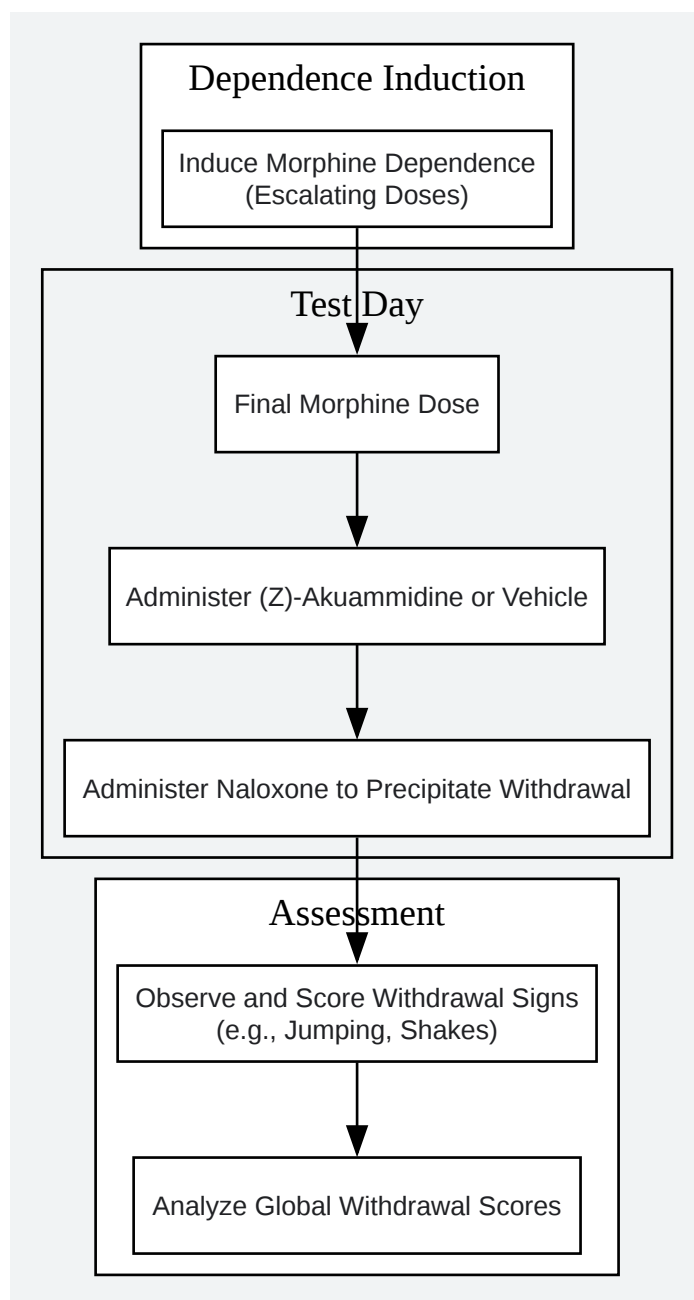 Dependence Induction
Induce Morphine Dependence
(Escalating Doses)
Test Day
Final Morphine Dose
Administer (Z)-Akuammidine or Vehicle
Administer Naloxone to Precipitate Withdrawal
Assessment
Observe and Score Withdrawal Signs
(e.g., Jumping, Shakes)
Analyze Global Withdrawal Scores